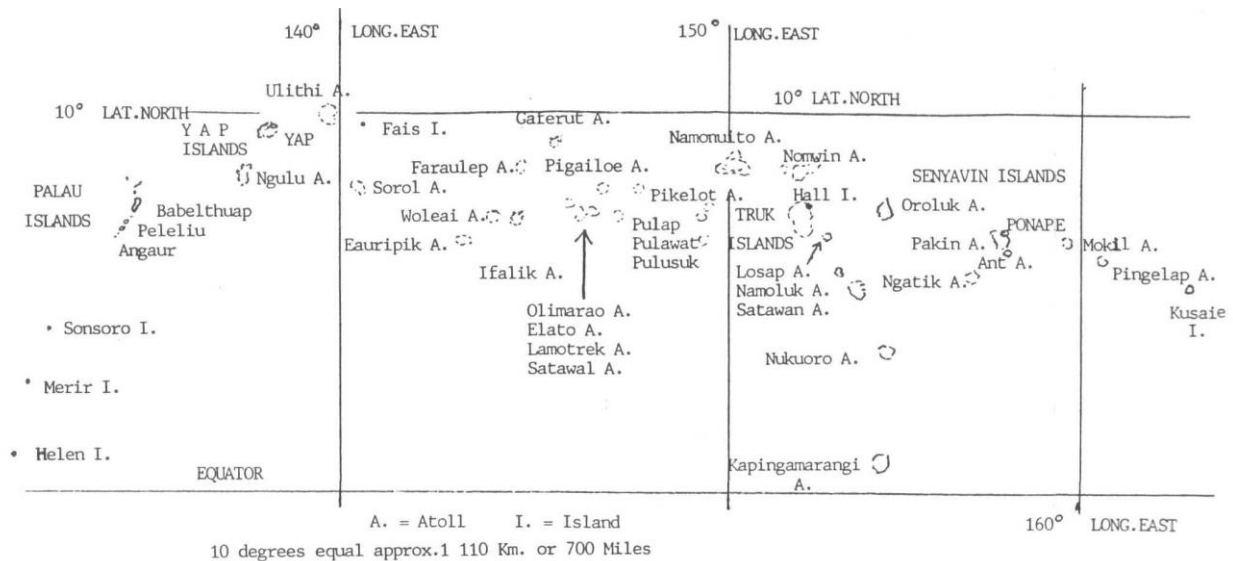 140° LONG.EAST
150° LONG.EAST
Ulithi A.
10° LAT.NORTH
10° LAT.NORTH
YAP
ISLANDS
YAP
Fais I.
Gaferut A.
Namonuito A.
Nomwin A.
Ngulu A.
Faraulep A.
Pigailoe A.
SENYAVIN ISLANDS
PALAU
ISLANDS
Babelthuap
Peleliu
Angaur
Sorol A.
Pikelot A.
Hall I.
Oroluk A.
Woleai A.
Pulap
Pulawat
Pulusuk
TRUK
ISLANDS
PONAPE
Eauripik A.
Pakin A.
Mokil A.
Ifalik A.
Ant A.
Losap A.
Namoluk A.
Satawan A.
Ngatik A.
Pingelap A.
Kusaie
I.
Olimarao A.
Elato A.
Lamotrek A.
Satawal A.
Sonsoro I.
Nukuoro A.
Merir I.
Helen I.
Kapingamarangi
A.
EQUATOR
A. = Atoll I. = Island
160° LONG.EAST
10 degrees equal approx.1 110 Km. or 700 Miles